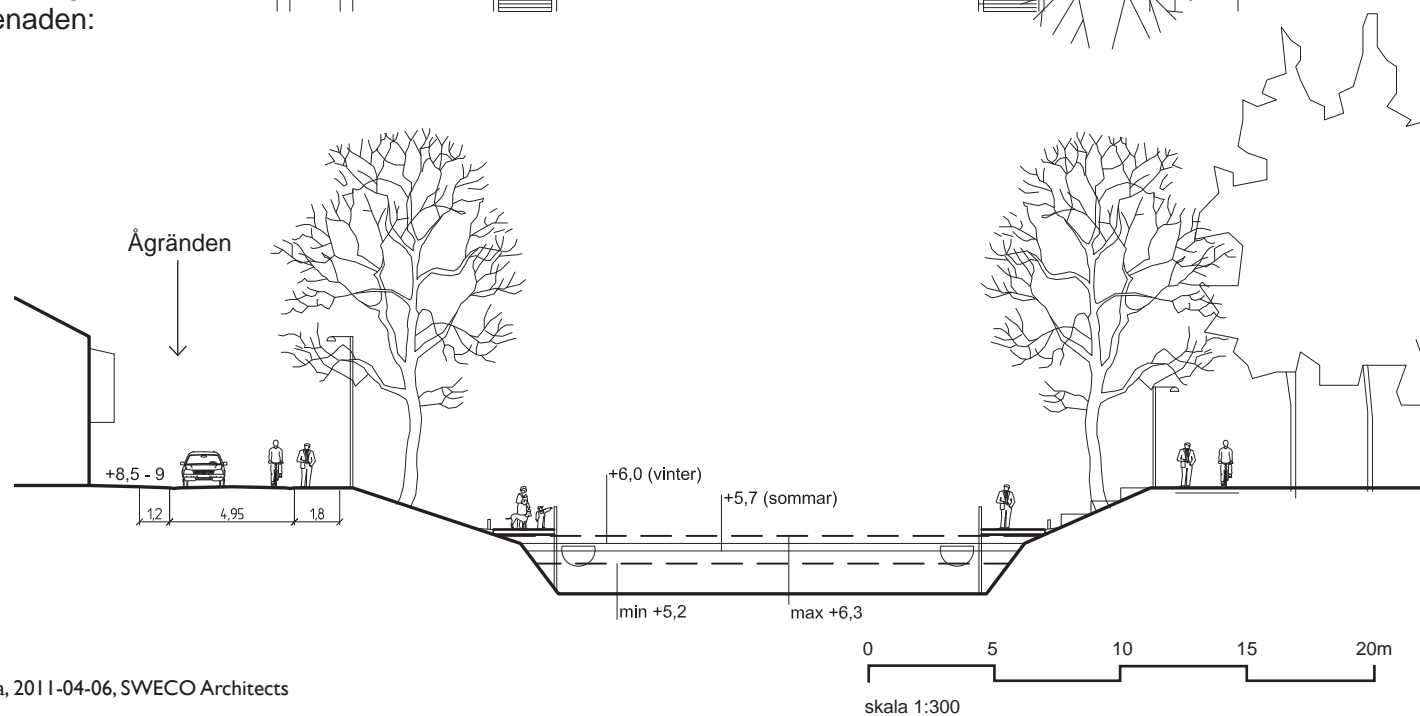 enaden:
Ågränden
+8,5 - 9
1,2
4,95
1,8
+6,0 (vinter)
+5,7 (sommar)
min +5,2
max +6,3
0 5 10 15 20m
skala 1:300
, 2011-04-06, SWECO Architects